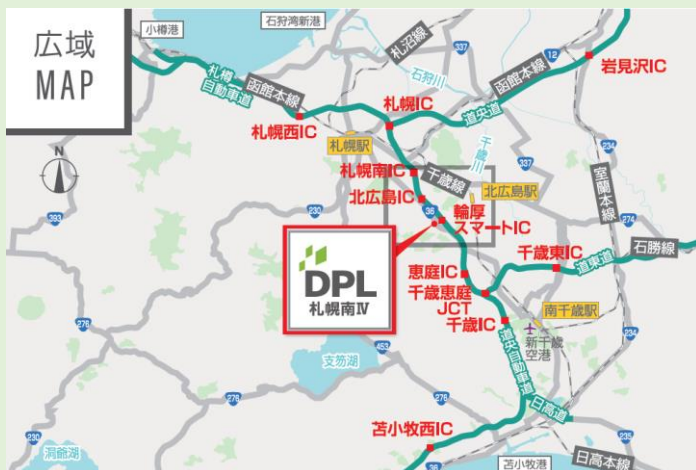 広域
MAP
小樽港
石狩湾新港
札沼線
337
12
岩見沢IC
石狩川
函館本線
札樽
自動車道
函館本線
札幌IC
道央道
札幌西IC
札幌駅
千歳川
337
234
札幌南IC
千歳線
室蘭本線
N
北広島IC
北広島駅
393
230
36
輪厚
スマートIC
274
DPL
札幌南Ⅳ
千歳東IC
石勝線
道東道
恵庭IC
千歳恵庭
JCT
千歳IC
南千歳駅
276
新千歳
空港
支笏湖
453
道央自動車道
276
276
日高道
苫小牧西IC
235
230
洞爺湖
36
苫小牧港
日高本線